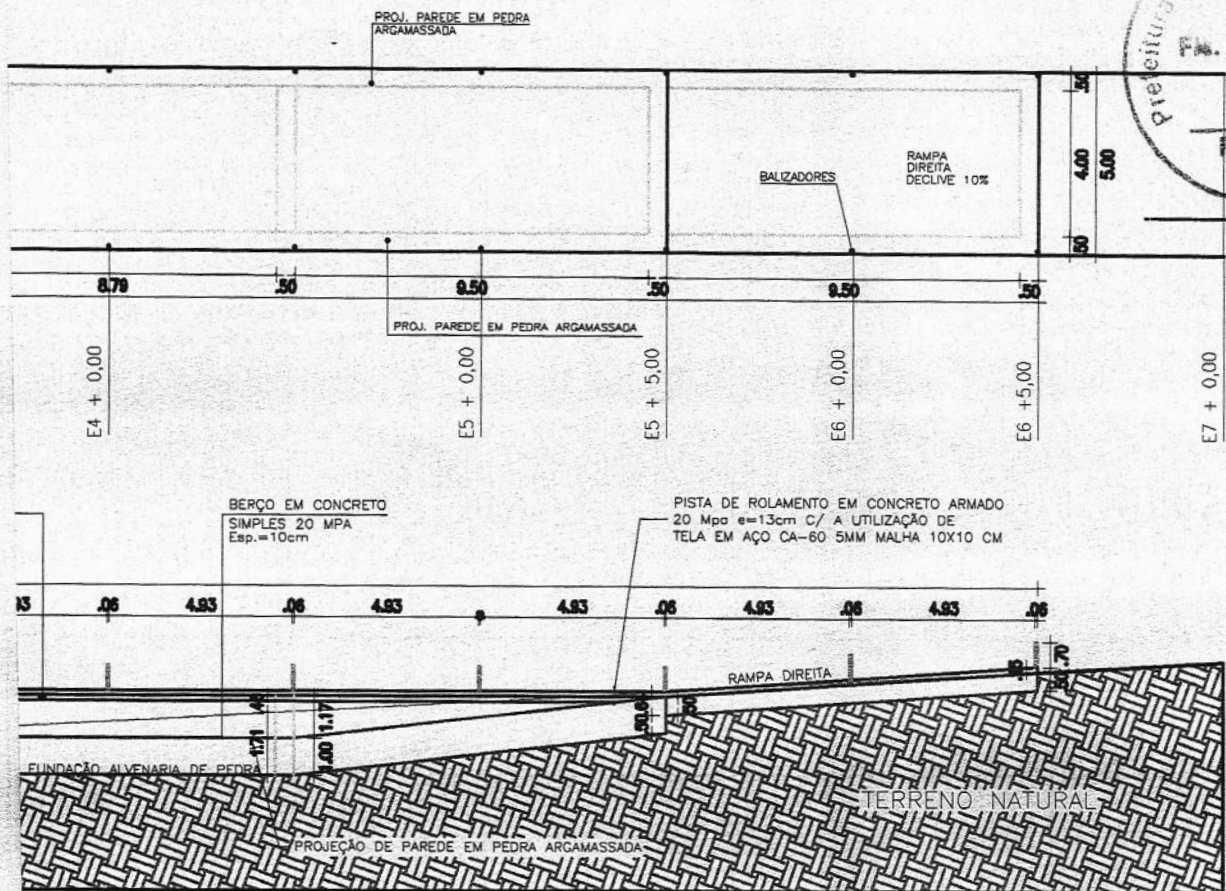 PROJ. PAREDE EM PEDRA
ARGAMASSADA
Prefeitura
.50
4.00
5.00
.50
RAMPA
DIREITA
DECLIVE 10%
BALIZADORES
8.79
.50
9.50
.50
9.50
.50
PROJ. PAREDE EM PEDRA ARGAMASSADA
E4 + 0,00
E5 + 0,00
E5 + 5,00
E6 + 0,00
E6 +5,00
E7 + 0,00
BERÇO EM CONCRETO
SIMPLES 20 MPA
Esp.=10cm
PISTA DE ROLAMENTO EM CONCRETO ARMADO
20 Mpa e=13cm C/ A UTILIZAÇÃO DE
TELA EM AÇO CA-60 5MM MALHA 10X10 CM
93
.06
4.93
.06
4.93
4.93
.06
4.93
.06
4.93
.06
.70
RAMPA DIREITA
1.17
1.71
1.00
FUNDAÇÃO ALVENARIA DE PEDRA
TERRENO NATURAL
PROJEÇÃO DE PAREDE EM PEDRA ARGAMASSADA